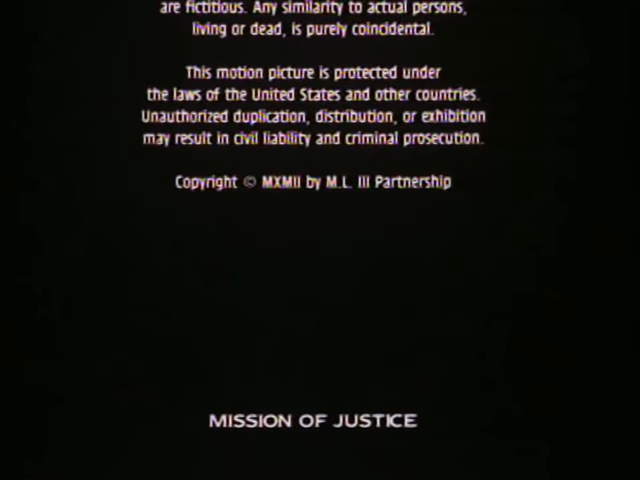 are fictitious. Any similarity to actual persons,
living or dead, is purely coincidental.
This motion picture is protected under
the laws of the United States and other countries.
Unauthorized duplication, distribution, or exhibition
may result in civil liability and criminal prosecution.
Copyright © MXMII by M.L. III Partnership
MISSION OF JUSTICE